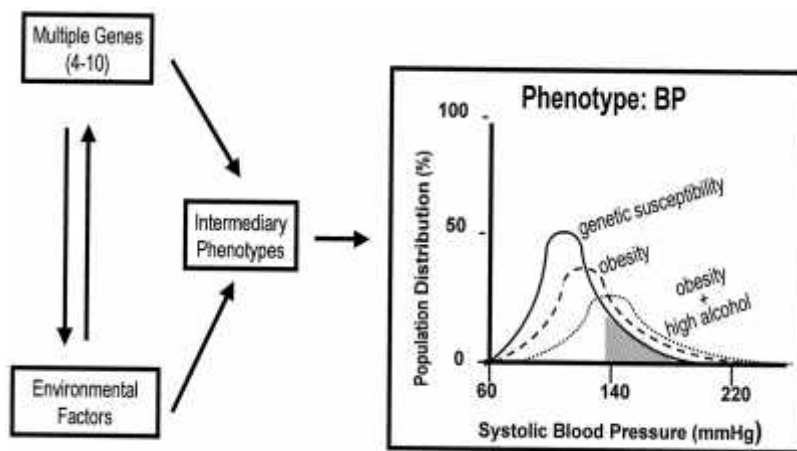 Multiple Genes
(4-10)
Intermediary
Phenotypes
Environmental
Factors
Phenotype: BP
Population Distribution (%)
100
50
0
genetic susceptibility
obesity
obesity
+
high alcohol
60
140
220
Systolic Blood Pressure (mmHg)